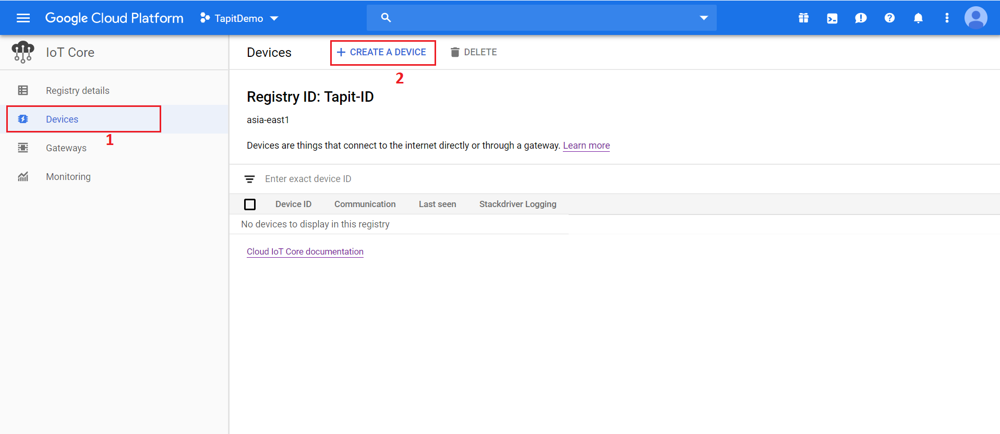 Google Cloud Platform TapitDemo
IoT Core
Devices
CREATE A DEVICE
DELETE
2
Registry details
Devices
1
Gateways
Monitoring
Registry ID: Tapit-ID
asia-east1
Devices are things that connect to the internet directly or through a gateway. Learn more
Enter exact device ID
Device ID Communication Last seen Stackdriver Logging
No devices to display in this registry
Cloud IoT Core documentation